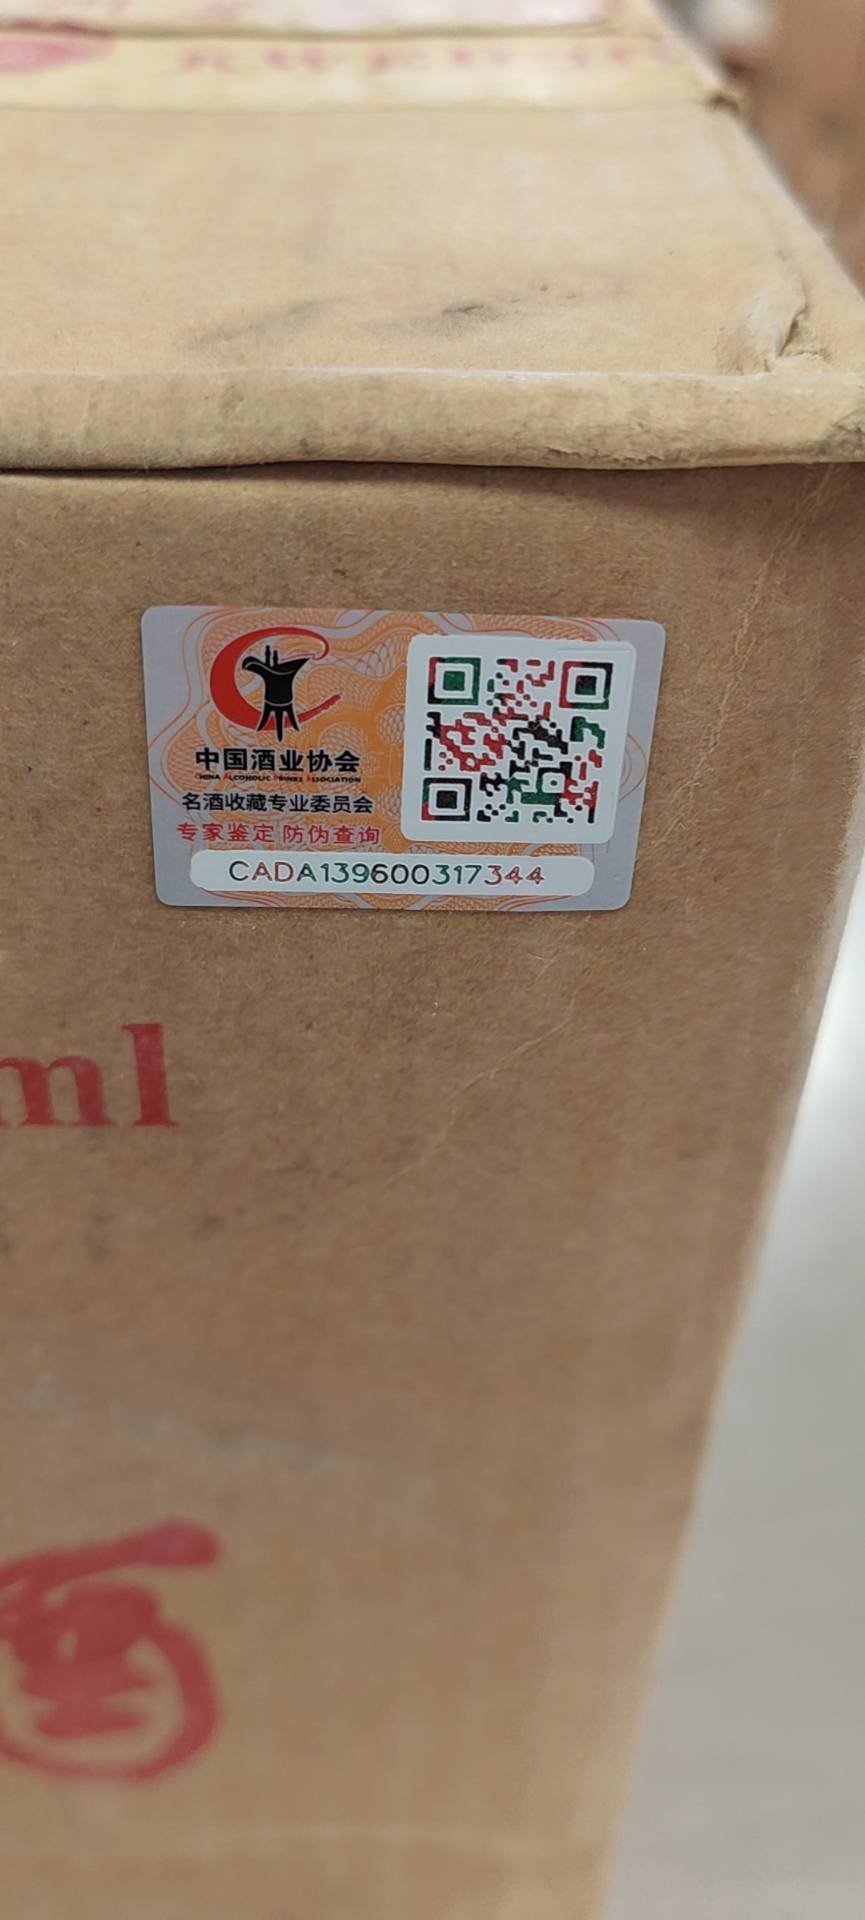 中国酒业协会
CHINA ALCOHOLIC DRINKS ASSOCIATION
名酒收藏专业委员会
专家鉴定 防伪查询
CADA139600317344
ml